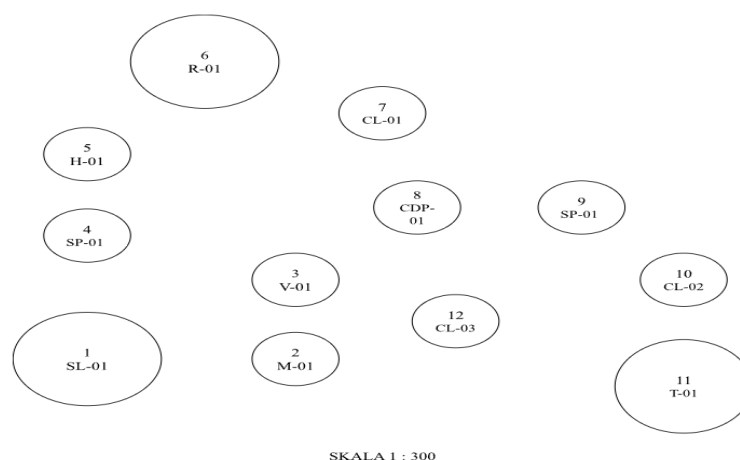 6
R-01
7
CL-01
5
H-01
8
CDP-
01
9
SP-01
4
SP-01
3
V-01
10
CL-02
12
CL-03
1
SL-01
2
M-01
11
T-01
SKALA 1 : 300